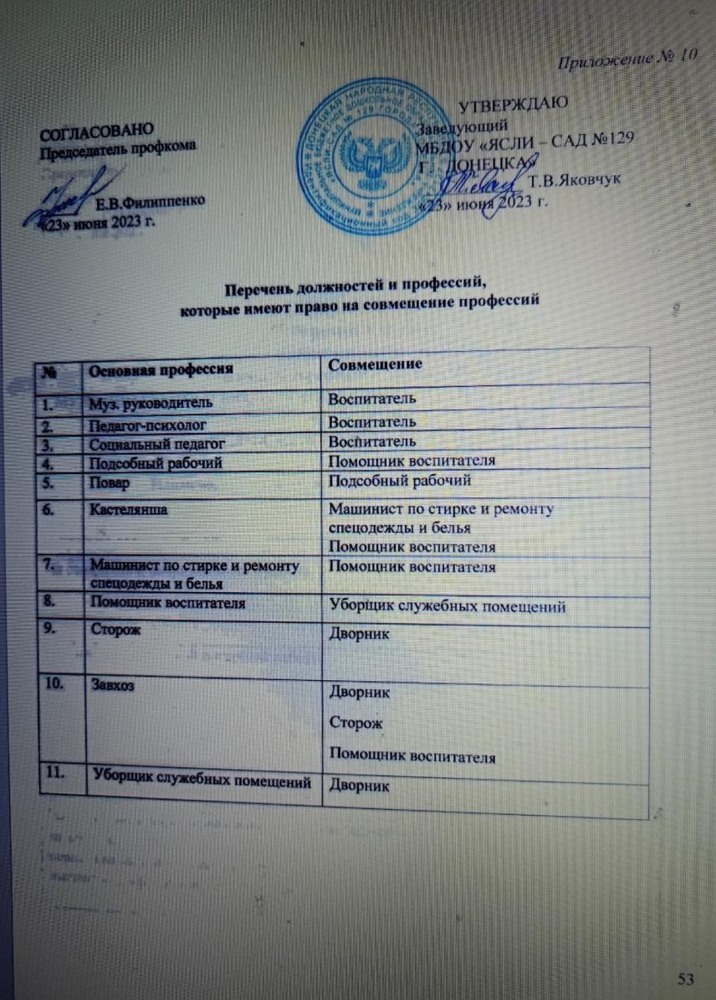 Приложение № 10
СОГЛАСОВАНО
Председатель профкома
Е.В.Филиппенко
«23» июня 2023 г.
УТВЕРЖДАЮ
Заведующий
МБДОУ «ЯСЛИ – САД №129
Г. ДОНЕЦКА»
Т.В.Яковчук
«23» июня 2023 г.
ДОНЕЦКАЯ НАРОДНАЯ
Перечень должностей и профессий,
которые имеют право на совмещение профессий
№ Основная профессия Совмещение
1. Муз. руководитель Воспитатель
2. Педагог-психолог Воспитатель
3. Социальный педагог Воспитатель
4. Подсобный рабочий Помощник воспитателя
5. Повар Подсобный рабочий
6. Кастелянша Машинист по стирке и ремонту
спецодежды и белья
Помощник воспитателя
7. Машинист по стирке и ремонту Помощник воспитателя
спецодежды и белья
8. Помощник воспитателя Уборщик служебных помещений
9. Сторож Дворник
10. Завхоз Дворник
Сторож
Помощник воспитателя
11. Уборщик служебных помещений Дворник
53